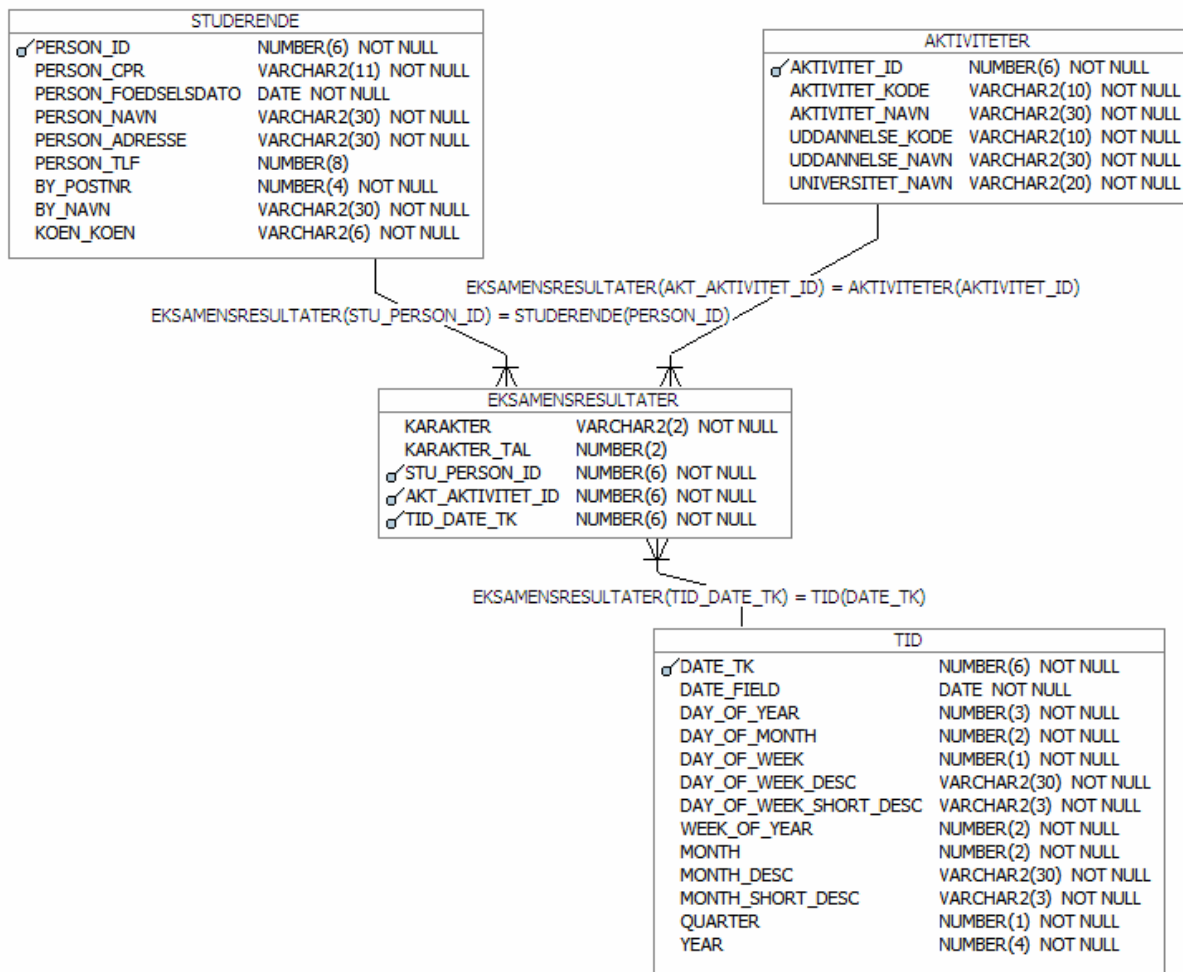 STUDERENDE
PERSON_ID NUMBER(6) NOT NULL
PERSON_CPR VARCHAR2(11) NOT NULL
PERSON_FOEDSELSDATO DATE NOT NULL
PERSON_NAVN VARCHAR2(30) NOT NULL
PERSON_ADRESSE VARCHAR2(30) NOT NULL
PERSON_TLF NUMBER(8)
BY_POSTNR NUMBER(4) NOT NULL
BY_NAVN VARCHAR2(30) NOT NULL
KOEN_KOEN VARCHAR2(6) NOT NULL
AKTIVITETER
AKTIVITET_ID NUMBER(6) NOT NULL
AKTIVITET_KODE VARCHAR2(10) NOT NULL
AKTIVITET_NAVN VARCHAR2(30) NOT NULL
UDDANNELSE_KODE VARCHAR2(10) NOT NULL
UDDANNELSE_NAVN VARCHAR2(30) NOT NULL
UNIVERSITET_NAVN VARCHAR2(20) NOT NULL
EKSAMENSRESULTATER(AKT_AKTIVITET_ID) = AKTIVITETER(AKTIVITET_ID)
EKSAMENSRESULTATER(STU_PERSON_ID) = STUDERENDE(PERSON_ID)
EKSAMENSRESULTATER
KARAKTER VARCHAR2(2) NOT NULL
KARAKTER_TAL NUMBER(2)
STU_PERSON_ID NUMBER(6) NOT NULL
AKT_AKTIVITET_ID NUMBER(6) NOT NULL
TID_DATE_TK NUMBER(6) NOT NULL
EKSAMENSRESULTATER(TID_DATE_TK) = TID(DATE_TK)
TID
DATE_TK NUMBER(6) NOT NULL
DATE_FIELD DATE NOT NULL
DAY_OF_YEAR NUMBER(3) NOT NULL
DAY_OF_MONTH NUMBER(2) NOT NULL
DAY_OF_WEEK NUMBER(1) NOT NULL
DAY_OF_WEEK_DESC VARCHAR2(30) NOT NULL
DAY_OF_WEEK_SHORT_DESC VARCHAR2(3) NOT NULL
WEEK_OF_YEAR NUMBER(2) NOT NULL
MONTH NUMBER(2) NOT NULL
MONTH_DESC VARCHAR2(30) NOT NULL
MONTH_SHORT_DESC VARCHAR2(3) NOT NULL
QUARTER NUMBER(1) NOT NULL
YEAR NUMBER(4) NOT NULL